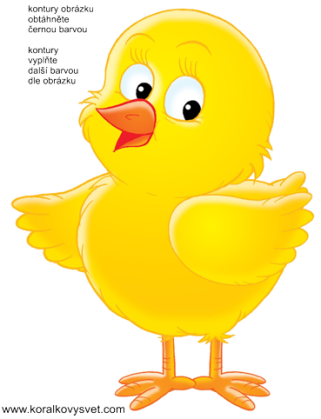 kontury obrázku
obtáhněte
černou barvou
kontury
vyplňte
další barvou
dle obrázku
www.koralkovysvet.com